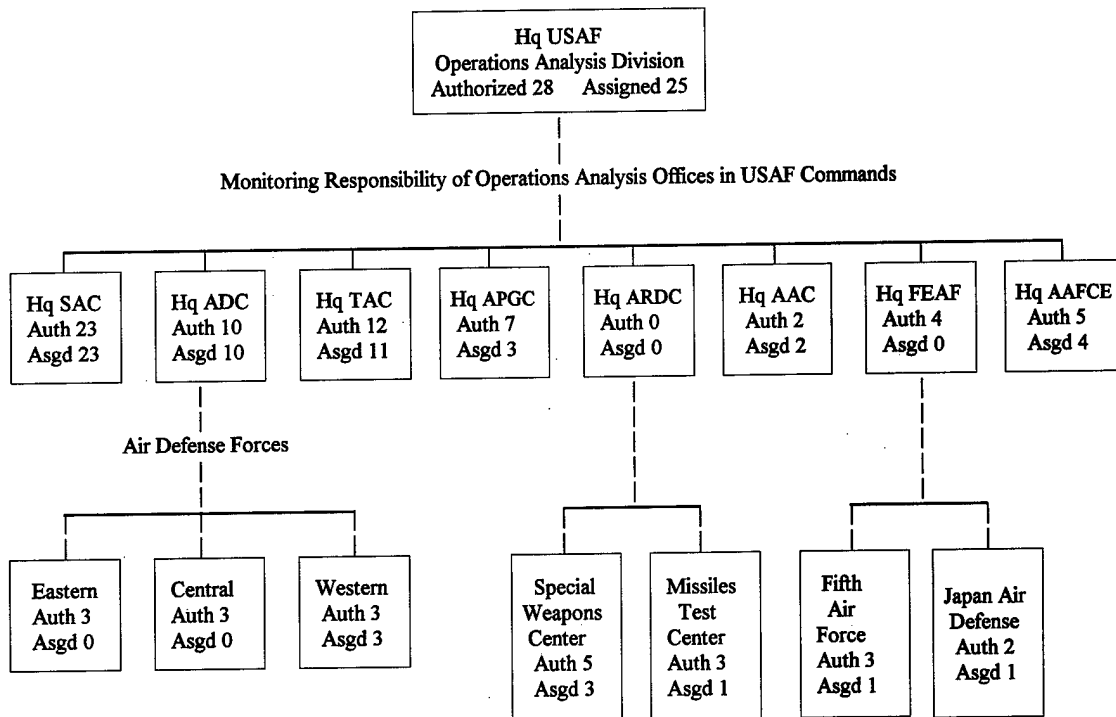 Hq USAF
Operations Analysis Division
Authorized 28 Assigned 25
Monitoring Responsibility of Operations Analysis Offices in USAF Commands
Hq SAC
Auth 23
Asgd 23
Hq ADC
Auth 10
Asgd 10
Hq TAC
Auth 12
Asgd 11
Hq APGC
Auth 7
Asgd 3
Hq ARDC
Auth 0
Asgd 0
Hq AAC
Auth 2
Asgd 2
Hq FEAF
Auth 4
Asgd 0
Hq AAFCE
Auth 5
Asgd 4
Air Defense Forces
Eastern
Auth 3
Asgd 0
Central
Auth 3
Asgd 0
Western
Auth 3
Asgd 3
Special
Weapons
Center
Auth 5
Asgd 3
Missiles
Test
Center
Auth 3
Asgd 1
Fifth
Air
Force
Auth 3
Asgd 1
Japan Air
Defense
Auth 2
Asgd 1